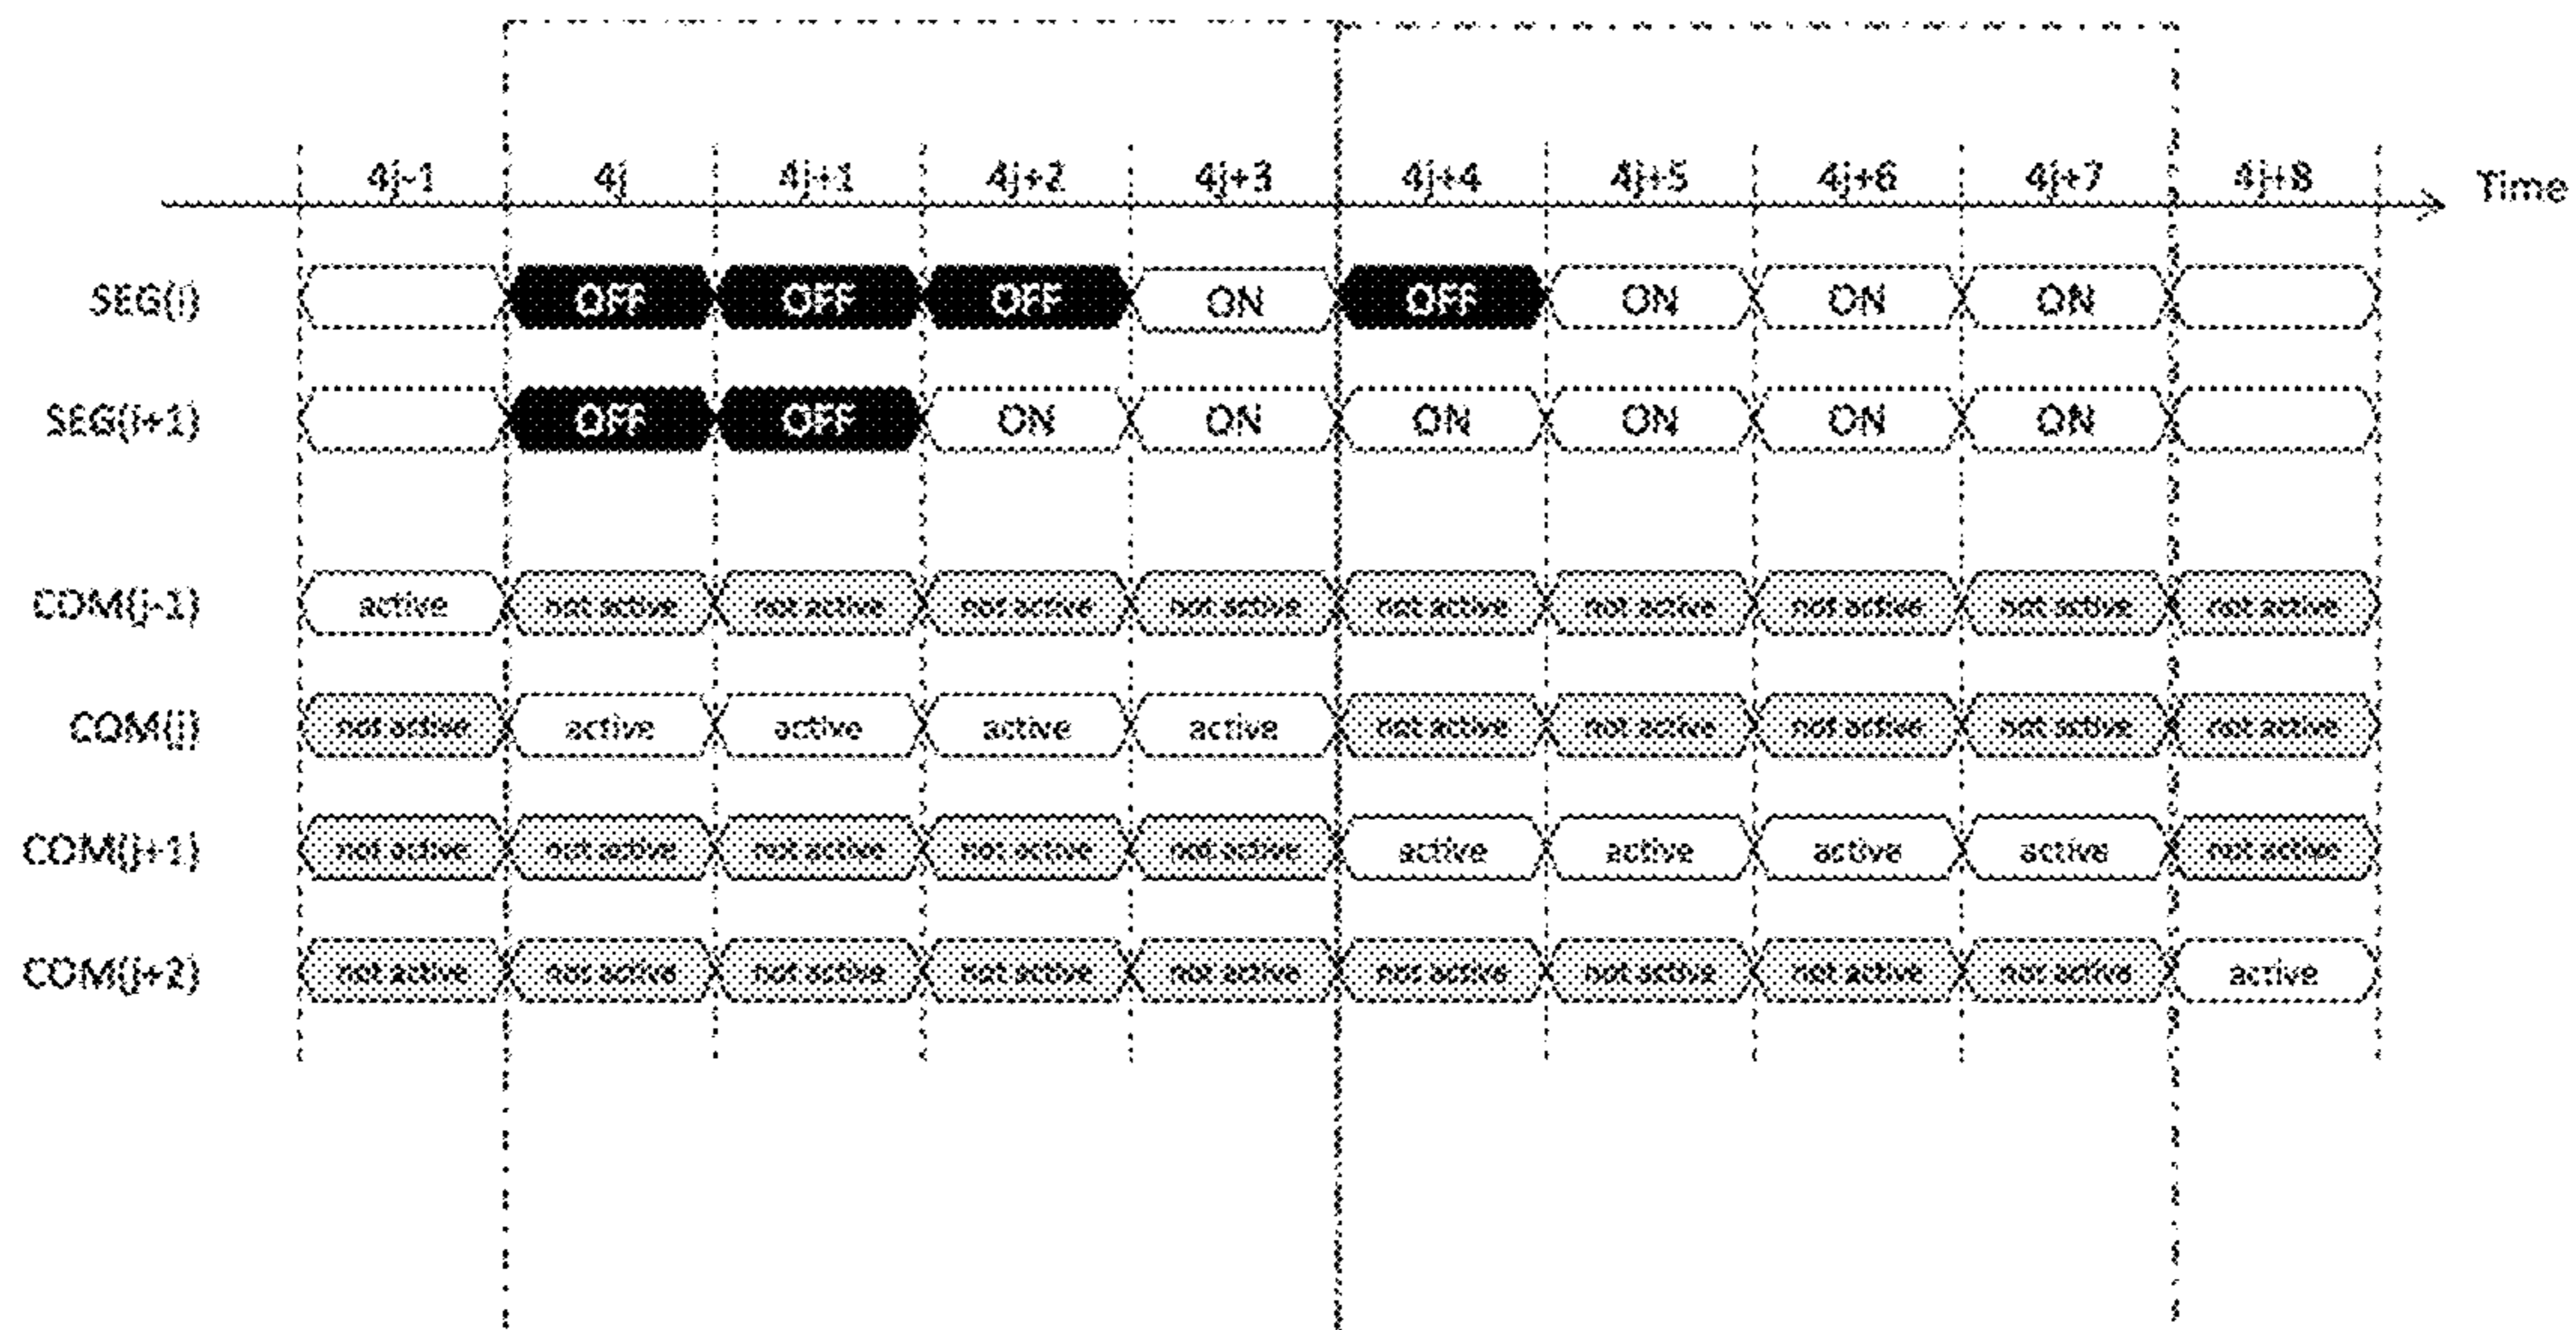 4j-1 4j 4j+1 4j+2 4j+3 4j+4 4j+5 4j+6 4j+7 4j+8 Time
SEG(i) OFF OFF OFF ON OFF ON ON ON
SEG(i+1) OFF OFF ON ON ON ON ON ON
COM(j-1) active not active not active not active not active not active not active not active not active not active
COM(j) not active active active active active not active not active not active not active not active
COM(j+1) not active not active not active not active not active active active active active not active
COM(j+2) not active not active not active not active not active not active not active not active not active active